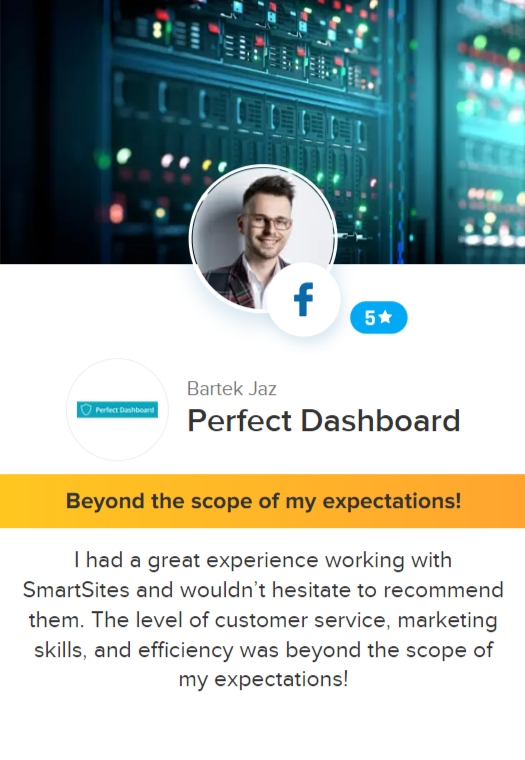 5
Perfect Dashboard
Bartek Jaz
Perfect Dashboard
Beyond the scope of my expectations!
I had a great experience working with
SmartSites and wouldn’t hesitate to recommend
them. The level of customer service, marketing
skills, and efficiency was beyond the scope of
my expectations!